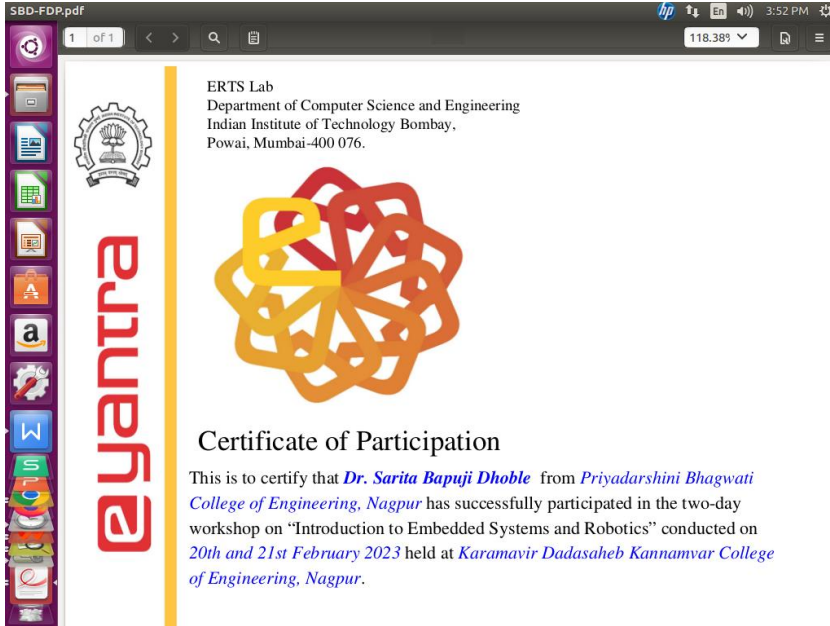 SBD-FDP.pdf
En
3:52 PM
1 of 1
118.38%
ERTS Lab
Department of Computer Science and Engineering
Indian Institute of Technology Bombay,
Powai, Mumbai-400 076.
eyantra
Certificate of Participation
This is to certify that Dr. Sarita Bapuji Dhoble from Priyadarshini Bhagwati
College of Engineering, Nagpur has successfully participated in the two-day
workshop on “Introduction to Embedded Systems and Robotics” conducted on
20th and 21st February 2023 held at Karamavir Dadasaheb Kannamvar College
of Engineering, Nagpur.